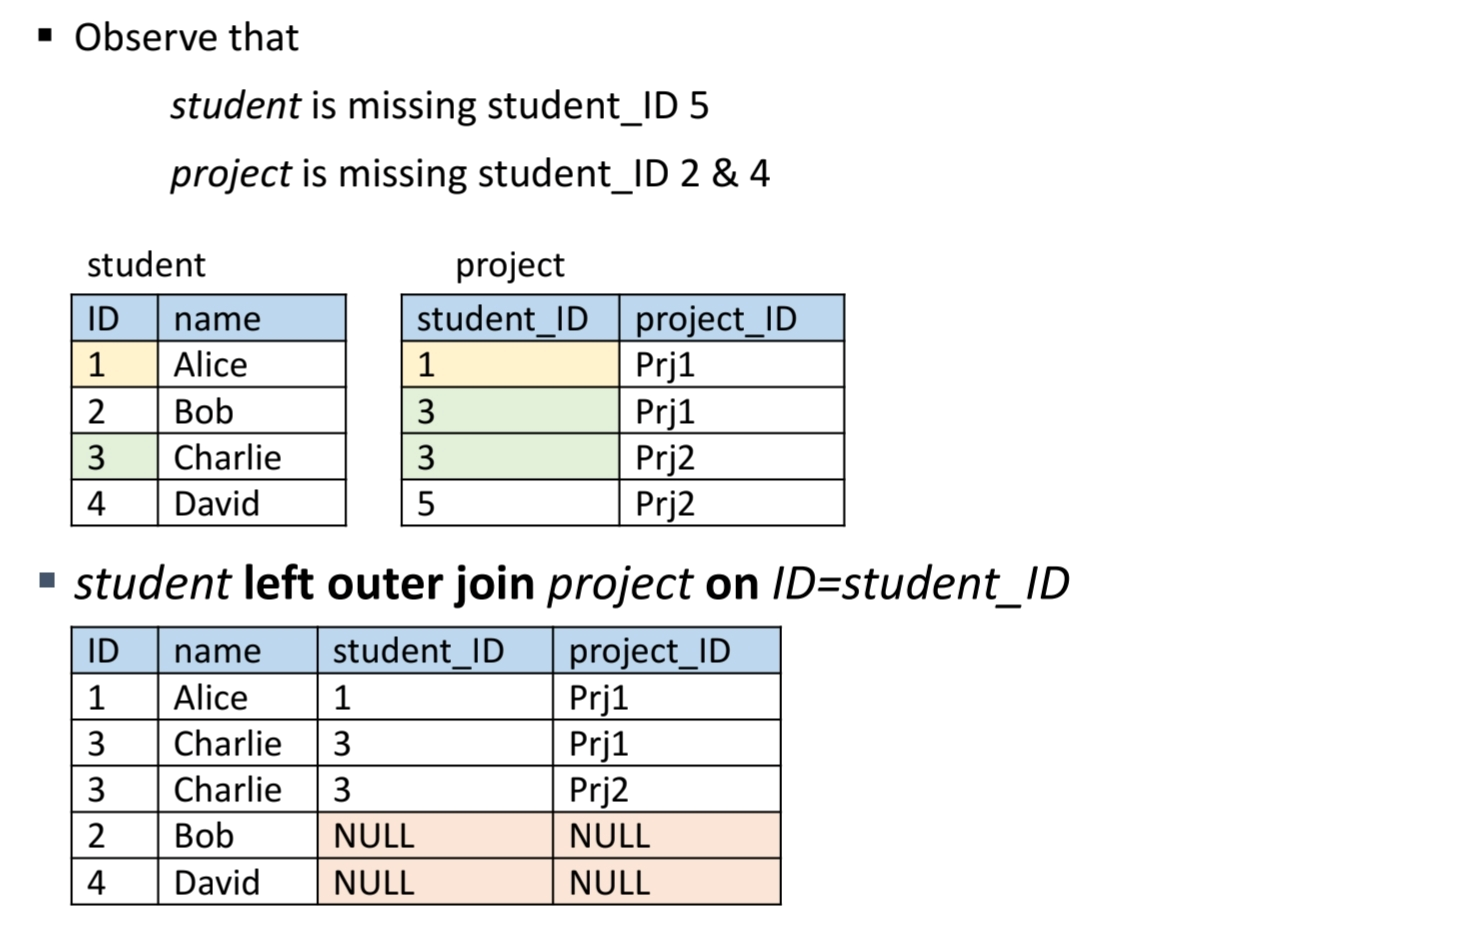 Observe that
student is missing student_ID 5
project is missing student_ID 2 & 4
student project
ID name student_ID project_ID
1 Alice 1 Prj1
2 Bob 3 Prj1
3 Charlie 3 Prj2
4 David 5 Prj2
student left outer join project on ID=student_ID
ID name student_ID project_ID
1 Alice 1 Prj1
3 Charlie 3 Prj1
3 Charlie 3 Prj2
2 Bob NULL NULL
4 David NULL NULL